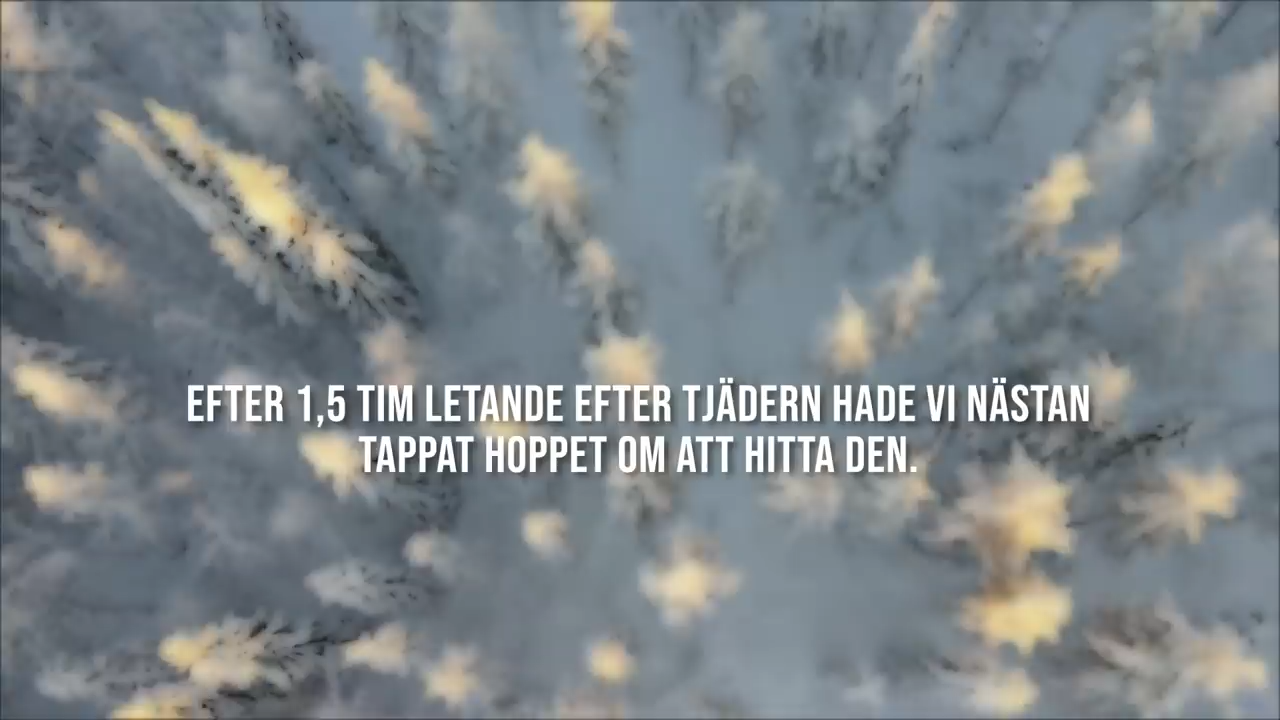 EFTER 1,5 TIM LETANDE EFTER TJÄDERN HADE VI NÄSTAN
TAPPAT HOPPET OM ATT HITTA DEN.